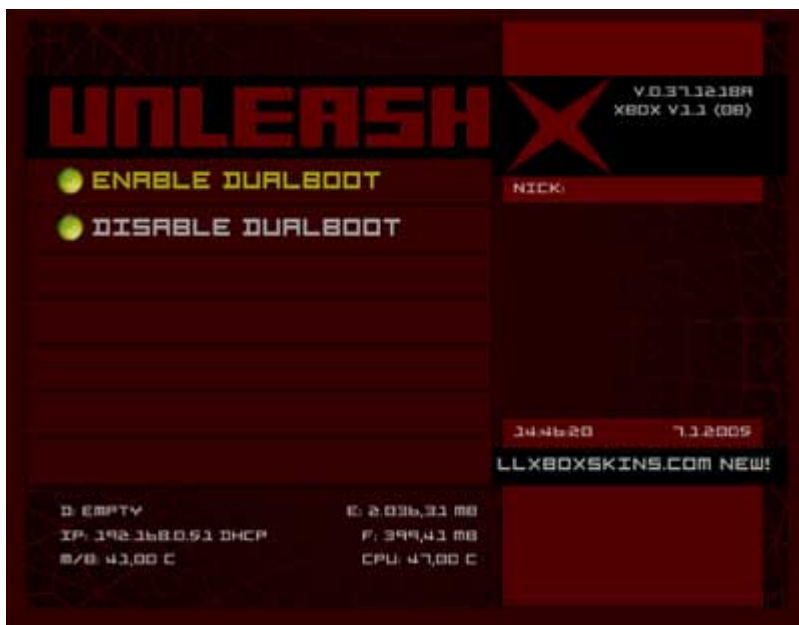 UNLEASH X
V.0.37.1218A
XBOX V1.1 (08)
ENABLE DUALBOOT
NICK:
DISABLE DUALBOOT
14:46:20 7.1.2005
LLXBOXSKINS.COM NEW!
D: EMPTY E: 2.036,31 MB
IP: 192.168.0.51 DHCP F: 399,41 MB
M/B: 41,00 C CPU: 47,00 C